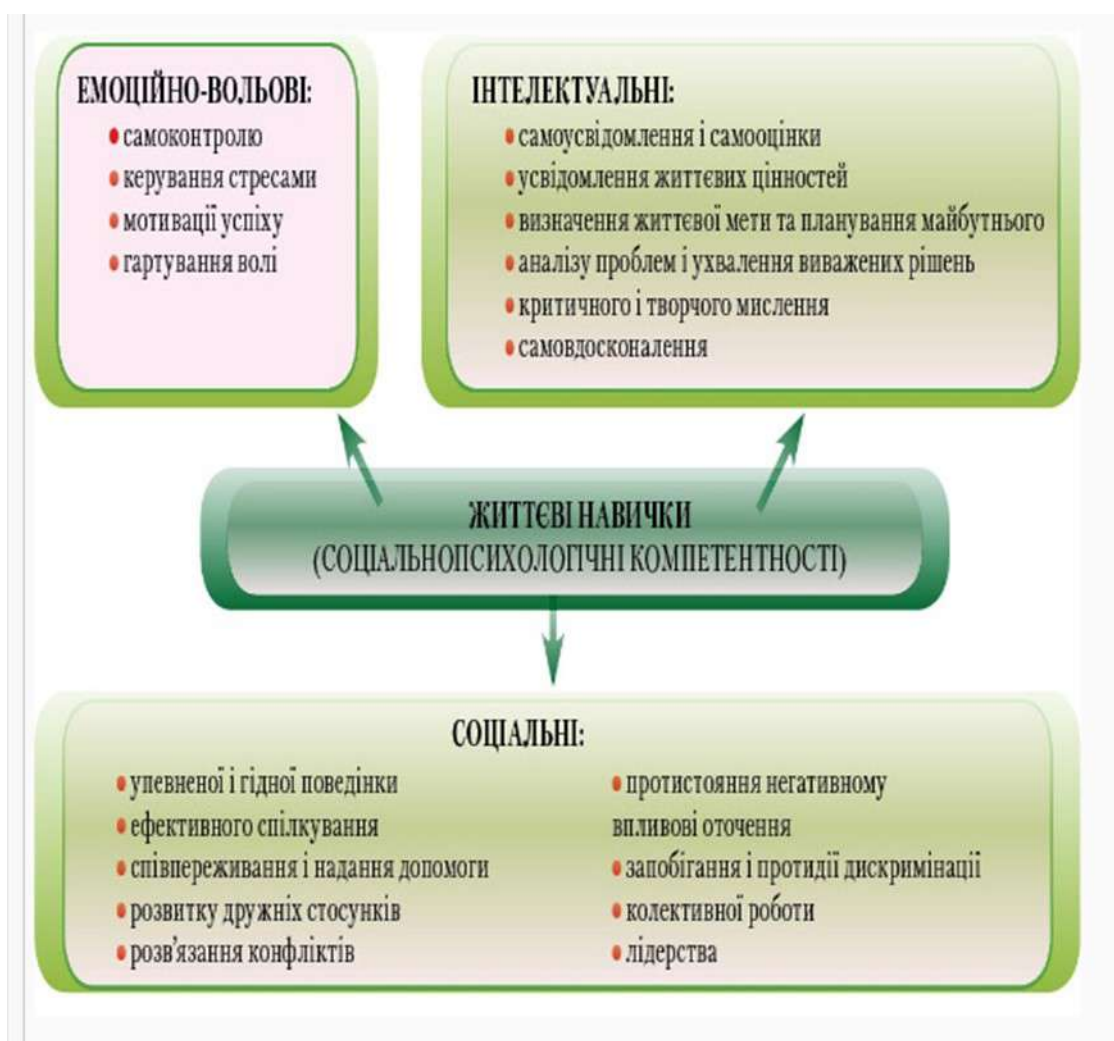 ЕМОЦІЙНО-ВОЛЬОВІ:
• самоконтролю
• керування стресами
• мотивації успіху
• гартування волі
ІНТЕЛЕКТУАЛЬНІ:
• самоусвідомлення і самооцінки
• усвідомлення життєвих цінностей
• визначення життєвої мети та планування майбутнього
• аналізу проблем і ухвалення виважених рішень
• критичного і творчого мислення
• самовдосконалення
ЖИТТЄВІ НАВИЧКИ
(СОЦІАЛЬНОПСИХОЛОГІЧНІ КОМПЕТЕНТНОСТІ)
СОЦІАЛЬНІ:
• упевненої і гідної поведінки
• ефективного спілкування
• співпереживання і надання допомоги
• розвитку дружніх стосунків
• розв’язання конфліктів
• протистояння негативному
впливові оточення
• запобігання і протидії дискримінації
• колективної роботи
• лідерства